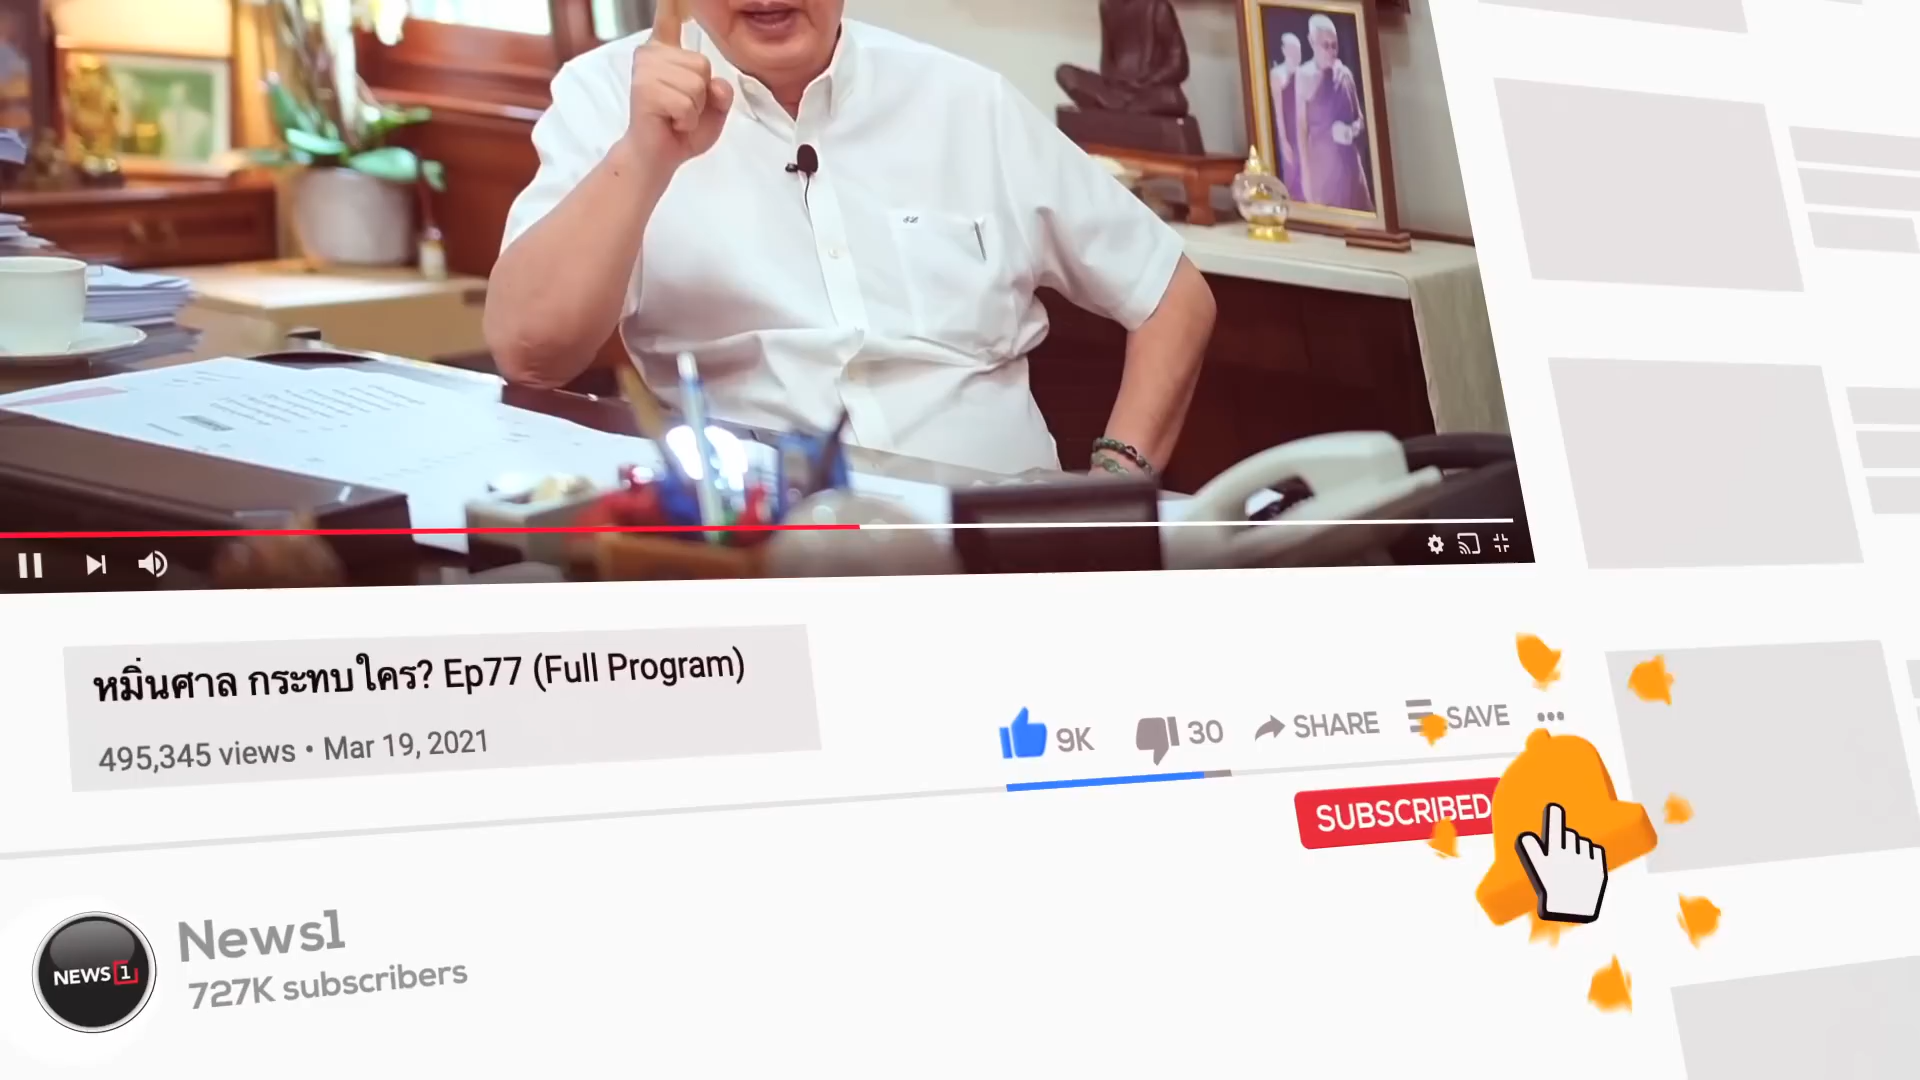 หมิ่นศาล กระทบใคร? Ep77 (Full Program)
495,345 views • Mar 19, 2021
9K
30
SHARE
SAVE
SUBSCRIBED
NEWS 1
News1
727K subscribers